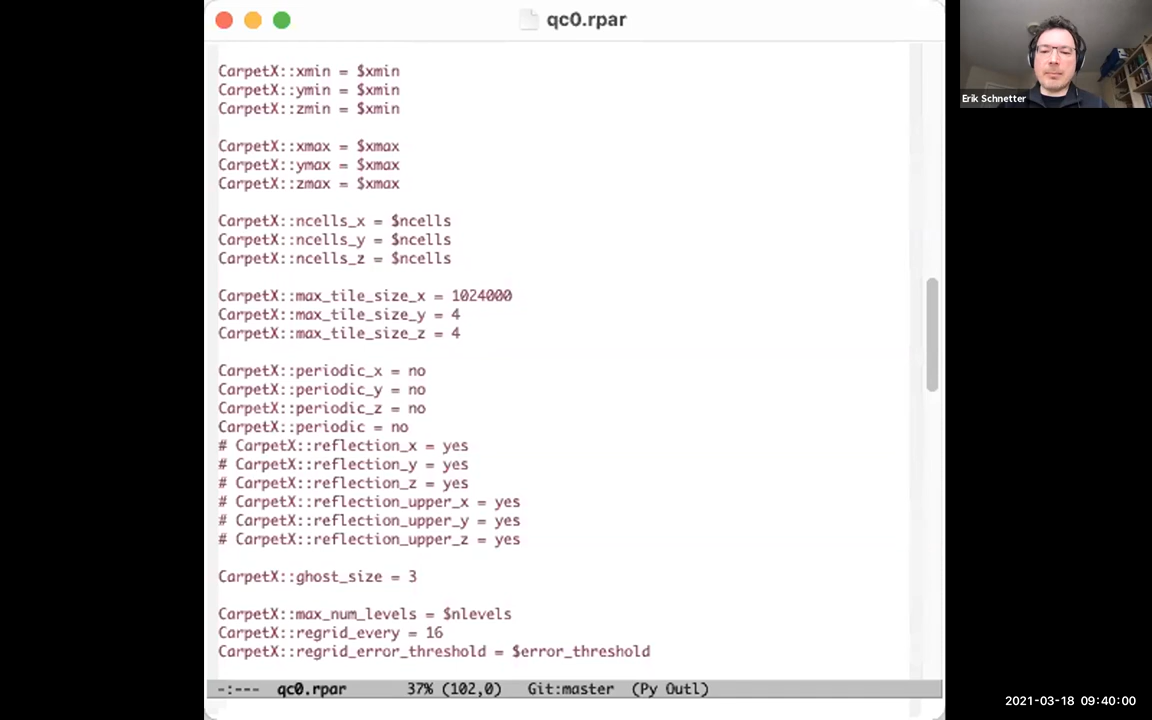 qc0.rpar
CarpetX::xmin = $xmin
CarpetX::ymin = $xmin
CarpetX::zmin = $xmin
CarpetX::xmax = $xmax
CarpetX::ymax = $xmax
CarpetX::zmax = $xmax
CarpetX::ncells_x = $ncells
CarpetX::ncells_y = $ncells
CarpetX::ncells_z = $ncells
CarpetX::max_tile_size_x = 1024000
CarpetX::max_tile_size_y = 4
CarpetX::max_tile_size_z = 4
CarpetX::periodic_x = no
CarpetX::periodic_y = no
CarpetX::periodic_z = no
CarpetX::periodic = no
# CarpetX::reflection_x = yes
# CarpetX::reflection_y = yes
# CarpetX::reflection_z = yes
# CarpetX::reflection_upper_x = yes
# CarpetX::reflection_upper_y = yes
# CarpetX::reflection_upper_z = yes
CarpetX::ghost_size = 3
CarpetX::max_num_levels = $nlevels
CarpetX::regrid_every = 16
CarpetX::regrid_error_threshold = $error_threshold
-:--- qc0.rpar 37% (102,0) Git:master (Py Outl)
Erik Schnetter
2021-03-18 09:40:00